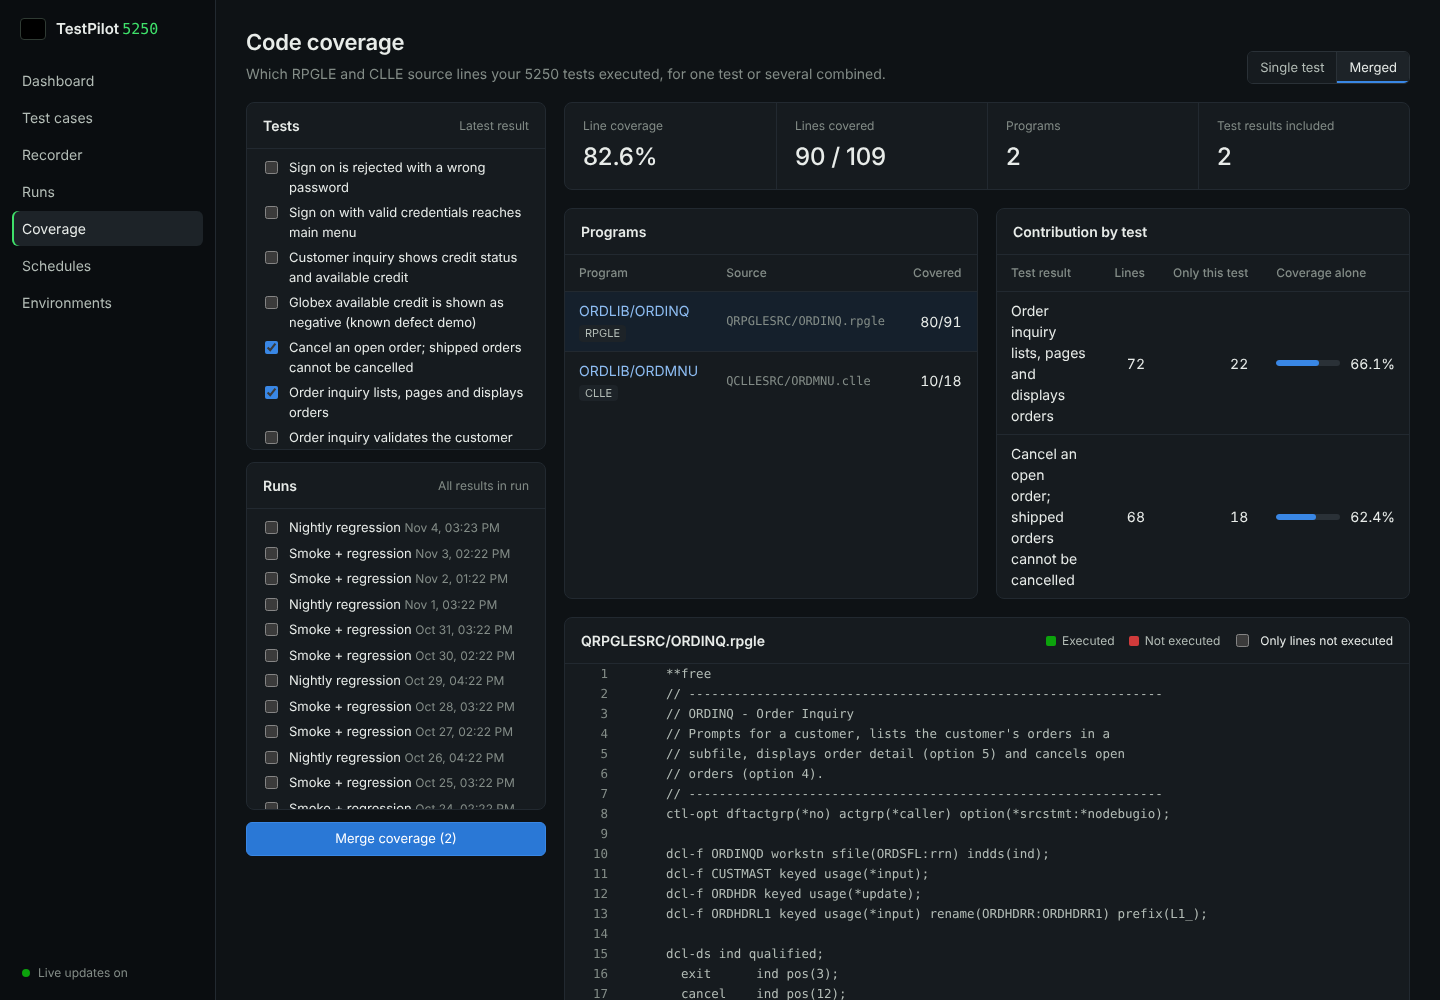 TestPilot 5250
Dashboard
Test cases
Recorder
Runs
Coverage
Schedules
Environments
Live updates on
Code coverage
Which RPGLE and CLLE source lines your 5250 tests executed, for one test or several combined.
Single test
Merged
Tests
Latest result
Sign on is rejected with a wrong
password
Sign on with valid credentials reaches
main menu
Customer inquiry shows credit status
and available credit
Globex available credit is shown as
negative (known defect demo)
Cancel an open order; shipped orders
cannot be cancelled
Order inquiry lists, pages and displays
orders
Order inquiry validates the customer
Runs
All results in run
Nightly regression Nov 4, 03:23 PM
Smoke + regression Nov 3, 02:22 PM
Smoke + regression Nov 2, 01:22 PM
Nightly regression Nov 1, 03:22 PM
Smoke + regression Oct 31, 03:22 PM
Smoke + regression Oct 30, 02:22 PM
Nightly regression Oct 29, 04:22 PM
Smoke + regression Oct 28, 03:22 PM
Smoke + regression Oct 27, 02:22 PM
Nightly regression Oct 26, 04:22 PM
Smoke + regression Oct 25, 03:22 PM
Smoke + regression Oct 24, 02:22 PM
Merge coverage (2)
Line coverage
82.6%
Lines covered
90 / 109
Programs
2
Test results included
2
Programs
Program Source Covered
ORDLIB/ORDINQ
RPGLE
QRPGLESRC/ORDINQ.rpgle
80/91
ORDLIB/ORDMNU
CLLE
QCLLESRC/ORDMNU.clle
10/18
Contribution by test
Test result Lines Only this test Coverage alone
Order
inquiry
lists, pages
and
displays
orders
72
22
66.1%
Cancel an
open
order;
shipped
orders
cannot be
cancelled
68
18
62.4%
QRPGLESRC/ORDINQ.rpgle
Executed
Not executed
Only lines not executed
1 **free
2 // ---------------------------------------------------------------
3 // ORDINQ - Order Inquiry
4 // Prompts for a customer, lists the customer's orders in a
5 // subfile, displays order detail (option 5) and cancels open
6 // orders (option 4).
7 // ---------------------------------------------------------------
8 ctl-opt dftactgrp(*no) actgrp(*caller) option(*srcstmt:*nodebugio);
9
10 dcl-f ORDINQD workstn sfile(ORDSFL:rrn) indds(ind);
11 dcl-f CUSTMAST keyed usage(*input);
12 dcl-f ORDHDR keyed usage(*update);
13 dcl-f ORDHDRL1 keyed usage(*input) rename(ORDHDRR:ORDHDRR1) prefix(L1_);
14
15 dcl-ds ind qualified;
16 exit ind pos(3);
17 cancel ind pos(12);